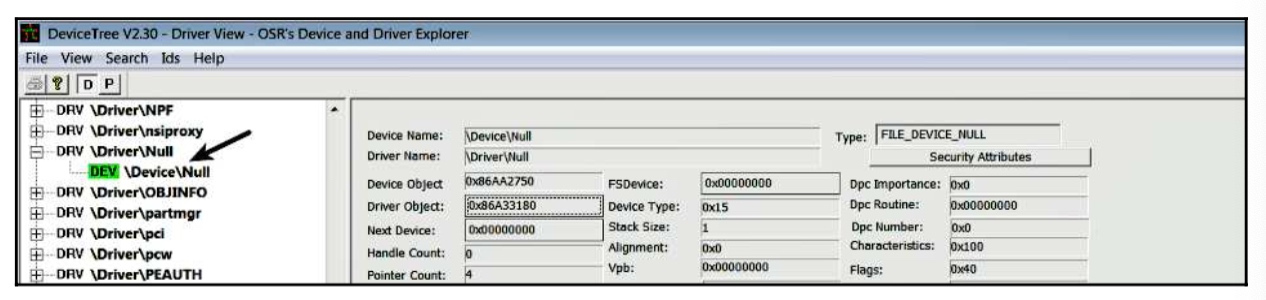 DeviceTree V2.30 - Driver View - OSR's Device and Driver Explorer
File View Search Ids Help
D P
DRV \Driver\NPF
DRV \Driver\nsiproxy
DRV \Driver\Null
DEV \Device\Null
DRV \Driver\OBJINFO
DRV \Driver\partmgr
DRV \Driver\pci
DRV \Driver\pcw
DRV \Driver\PEAUTH
Device Name: \Device\Null Type: FILE_DEVICE_NULL
Driver Name: \Driver\Null Security Attributes
Device Object 0x86AA2750 FSDevice: 0x00000000 Dpc Importance: 0x0
Driver Object: 0x86A33180 Device Type: 0x15 Dpc Routine: 0x00000000
Next Device: 0x00000000 Stack Size: 1 Dpc Number: 0x0
Handle Count: 0 Alignment: 0x0 Characteristics: 0x100
Pointer Count: 4 Vpb: 0x00000000 Flags: 0x40